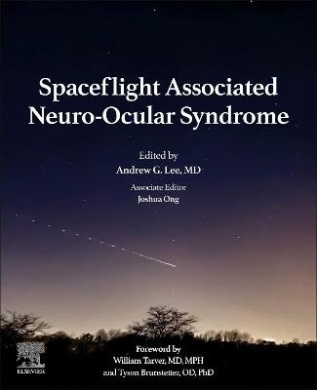 Spaceflight Associated
Neuro-Ocular Syndrome
Edited by
Andrew G. Lee, MD
Associate Editor
Joshua Ong
ELSEVIER
Foreword by
William Tarver, MD, MPH
and Tyson Brunstetter, OD, PhD